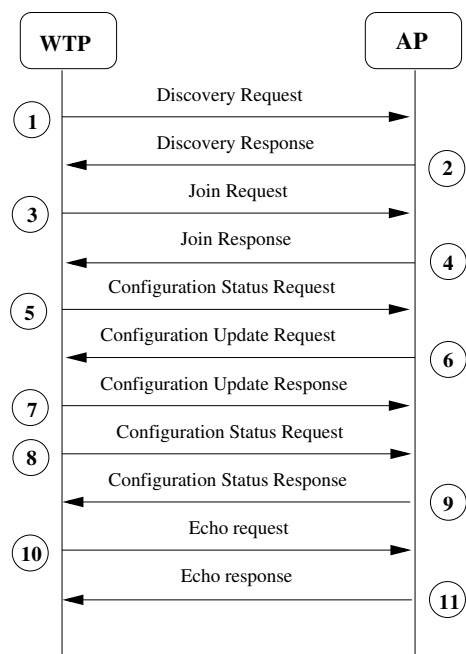 WTP AP
Discovery Request
1
Discovery Response
2
Join Request
3
Join Response
4
Configuration Status Request
5
Configuration Update Request
6
Configuration Update Response
7
Configuration Status Request
8
Configuration Status Response
9
Echo request
10
Echo response
11